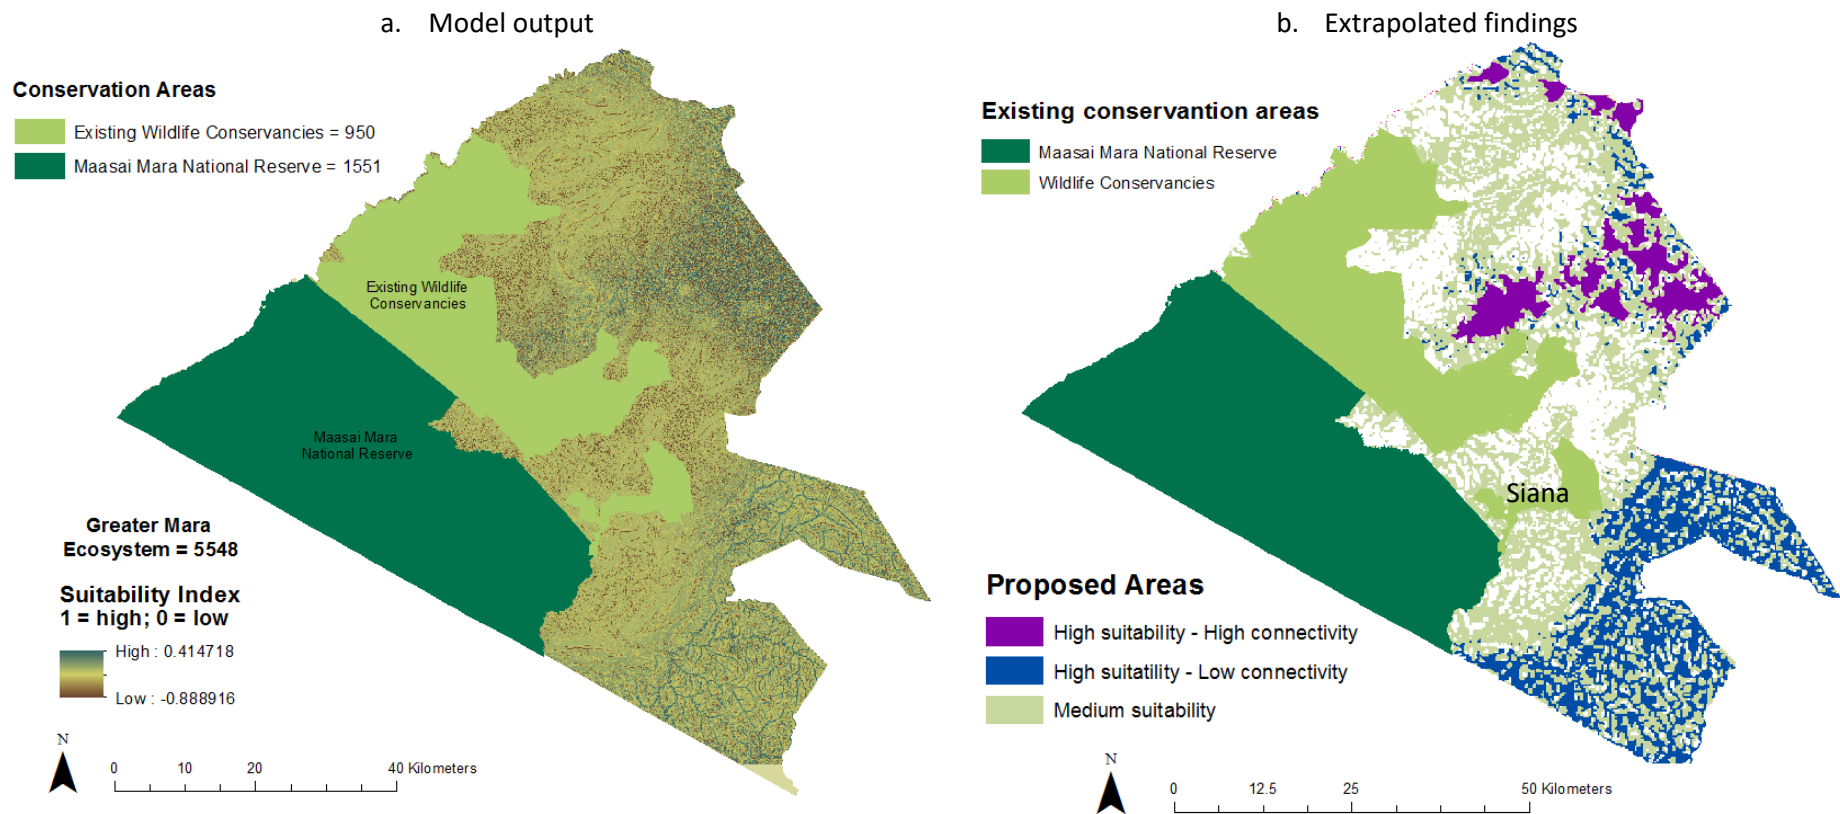 a. Model output
Conservation Areas
Existing Wildlife Conservancies = 950
Maasai Mara National Reserve = 1551
Existing Wildlife
Conservancies
Maasai Mara
National Reserve
Greater Mara
Ecosystem = 5548
Suitability Index
1 = high; 0 = low
High : 0.414718
Low : -0.888916
N
0 10 20 40 Kilometers
b. Extrapolated findings
Existing conservantion areas
Maasai Mara National Reserve
Wildlife Conservancies
Siana
Proposed Areas
High suitability - High connectivity
High suitatility - Low connectivity
Medium suitability
N
0 12.5 25 50 Kilometers